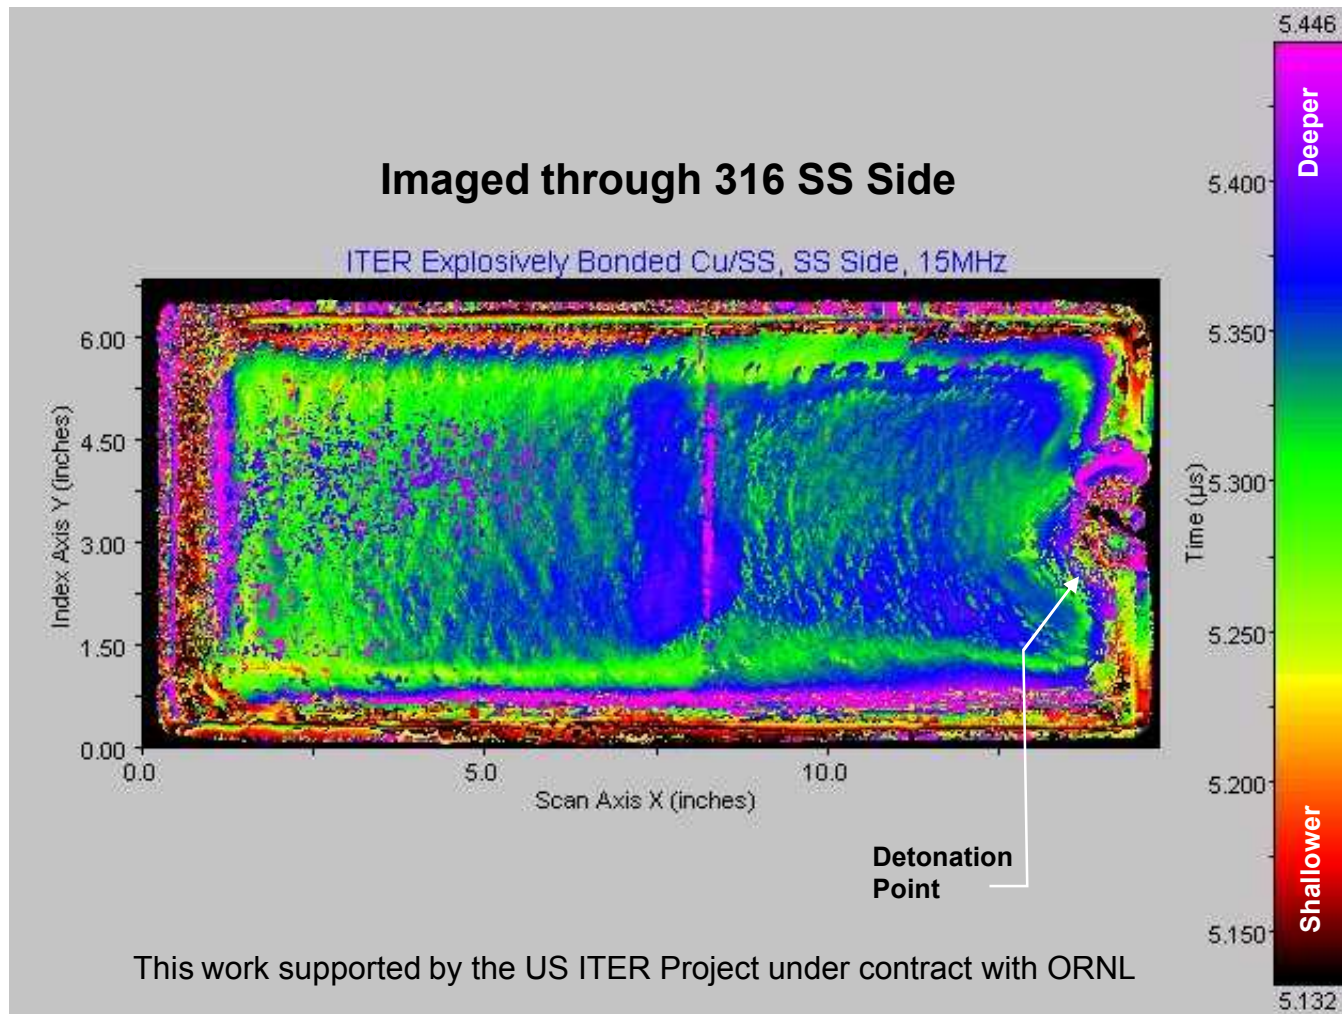 5.446
Deeper
Imaged through 316 SS Side
5.400
ITER Explosively Bonded Cu/SS, SS Side, 15MHz
6.00
5.350
4.50
Index Axis Y (inches)
Time (µs)
5.300
3.00
1.50
5.250
0.00
0.0
5.0
10.0
5.200
Scan Axis X (inches)
Shallower
Detonation
Point
5.150
This work supported by the US ITER Project under contract with ORNL
5.132